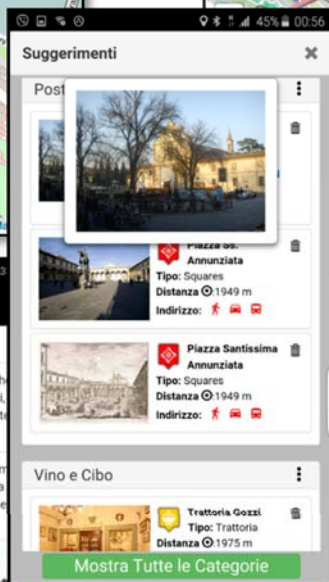 45% 00:56
Suggerimenti
Post
Piazza SS.
Annunziata
Tipo: Squares
Distanza :1949 m
Indirizzo:
Piazza Santissima
Annunziata
Tipo: Squares
Distanza :1949 m
Indirizzo:
Vino e Cibo
Trattoria Gozzi
Tipo: Trattoria
Distanza :1975 m
Mostra Tutte le Categorie